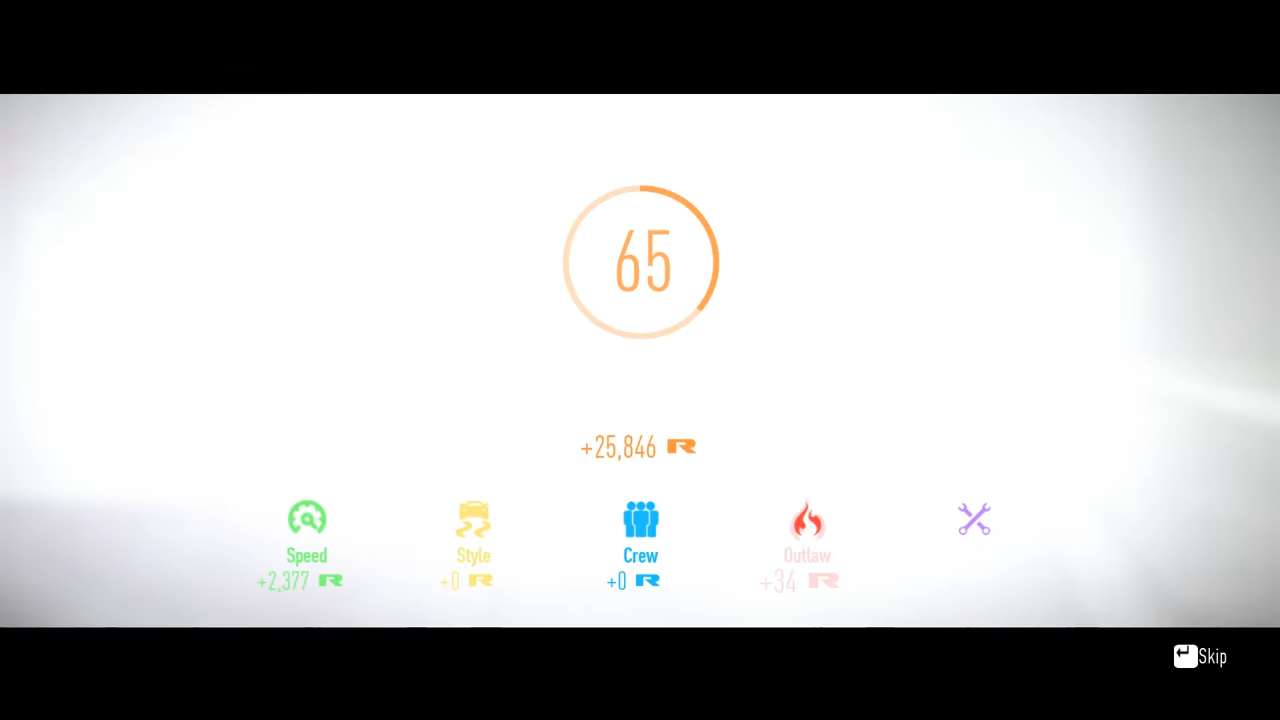 65
+25,846 R
Speed
Style
Crew
Outlaw
+2,377 R
+0 R
+0 R
+34 R
Skip